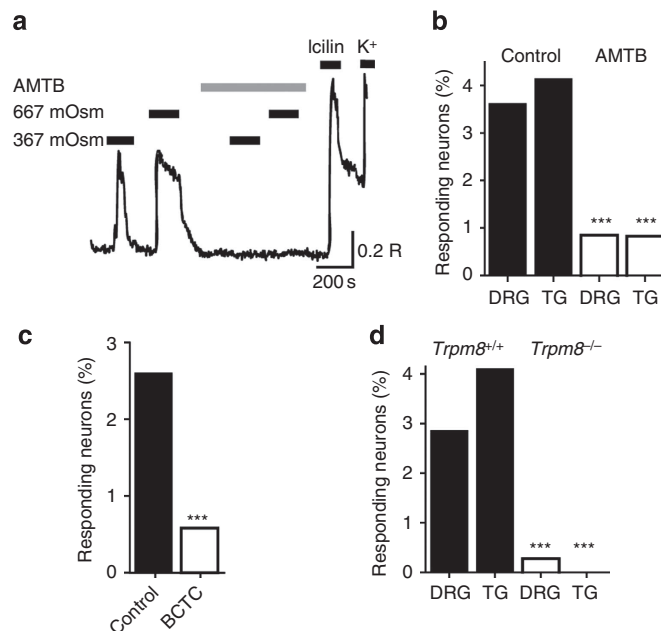 a
Icilin K⁺
AMTB
667 mOsm
367 mOsm
0.2 R
200 s
b
Control AMTB
Responding neurons (%)
4
3
2
1
0
*** ***
DRG TG DRG TG
c
Responding neurons (%)
3
2
1
0
***
Control BCTC
d
Trpm8⁺/⁺ Trpm8⁻/⁻
Responding neurons (%)
4
3
2
1
0
*** ***
DRG TG DRG TG